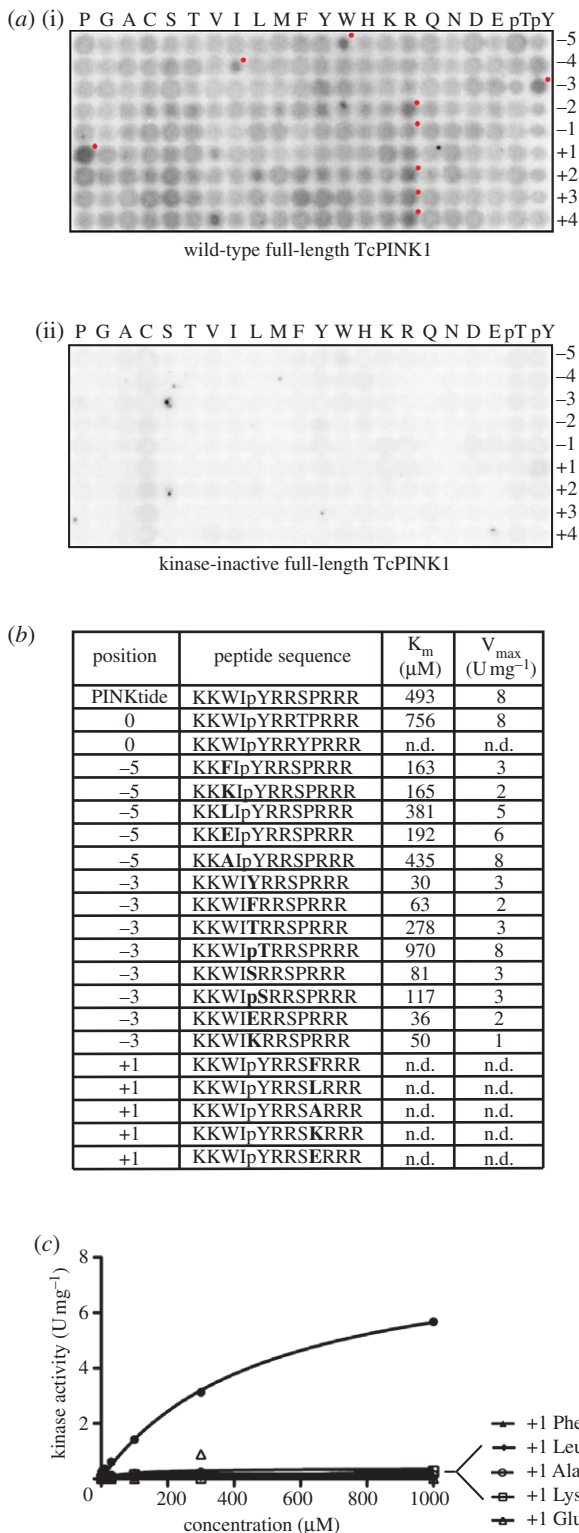 (a) (i) P G A C S T V I L M F Y W H K R Q N D E pT pY
–5
–4
–3
–2
–1
+1
+2
+3
+4
wild-type full-length TcPINK1
(ii) P G A C S T V I L M F Y W H K R Q N D E pT pY
–5
–4
–3
–2
–1
+1
+2
+3
+4
kinase-inactive full-length TcPINK1
(b)
position peptide sequence Km (μM) Vmax (U mg–1)
PINKtide KKWIpYRRSPRRR 493 8
0 KKWIpYRRTPRRR 756 8
0 KKWIpYRRYPRRR n.d. n.d.
–5 KKFIpYRRSPRRR 163 3
–5 KKKIpYRRSPRRR 165 2
–5 KKLIpYRRSPRRR 381 5
–5 KKEIpYRRSPRRR 192 6
–5 KKAIpYRRSPRRR 435 8
–3 KKWIYRRSPRRR 30 3
–3 KKWIFRRSPRRR 63 2
–3 KKWITRRSPRRR 278 3
–3 KKWIpTRRSPRRR 970 8
–3 KKWISRRSPRRR 81 3
–3 KKWIpSRRSPRRR 117 3
–3 KKWIERRSPRRR 36 2
–3 KKWIKRRSPRRR 50 1
+1 KKWIpYRRSFRRR n.d. n.d.
+1 KKWIpYRRSLRRR n.d. n.d.
+1 KKWIpYRRSARRR n.d. n.d.
+1 KKWIpYRRSKRRR n.d. n.d.
+1 KKWIpYRRSERRR n.d. n.d.
(c)
kinase activity (U mg–1)
8
6
4
2
0 200 400 600 800 1000
concentration (μM)
+1 Phe
+1 Leu
+1 Ala
+1 Lys
+1 Glu